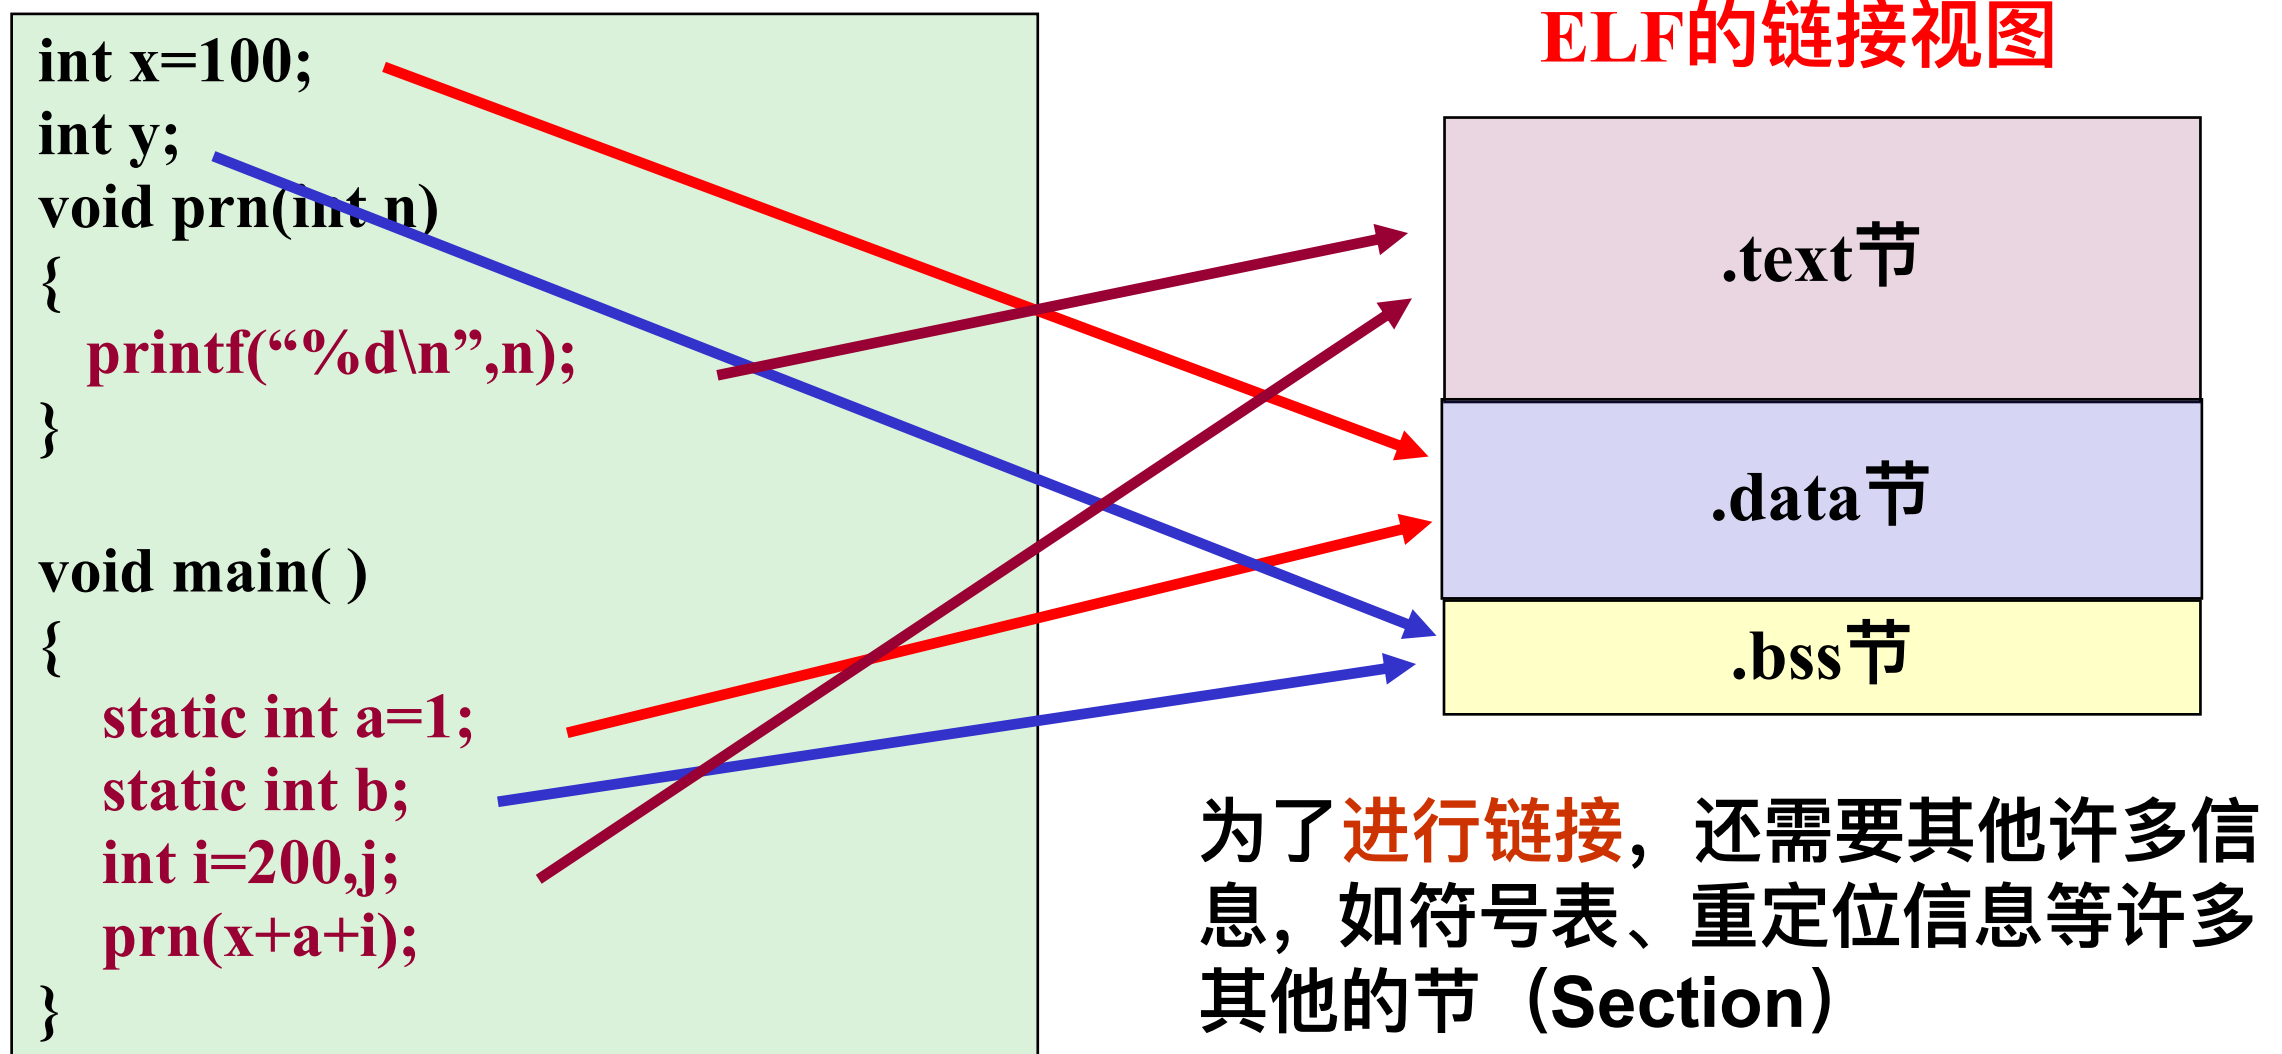 int x=100;
int y;
void prn(int n)
{
printf(“%d\n”,n);
}
void main( )
{
static int a=1;
static int b;
int i=200,j;
prn(x+a+i);
}
ELF的链接视图
.text节
.data节
.bss节
为了进行链接，还需要其他许多信
息，如符号表、重定位信息等许多
其他的节（Section）